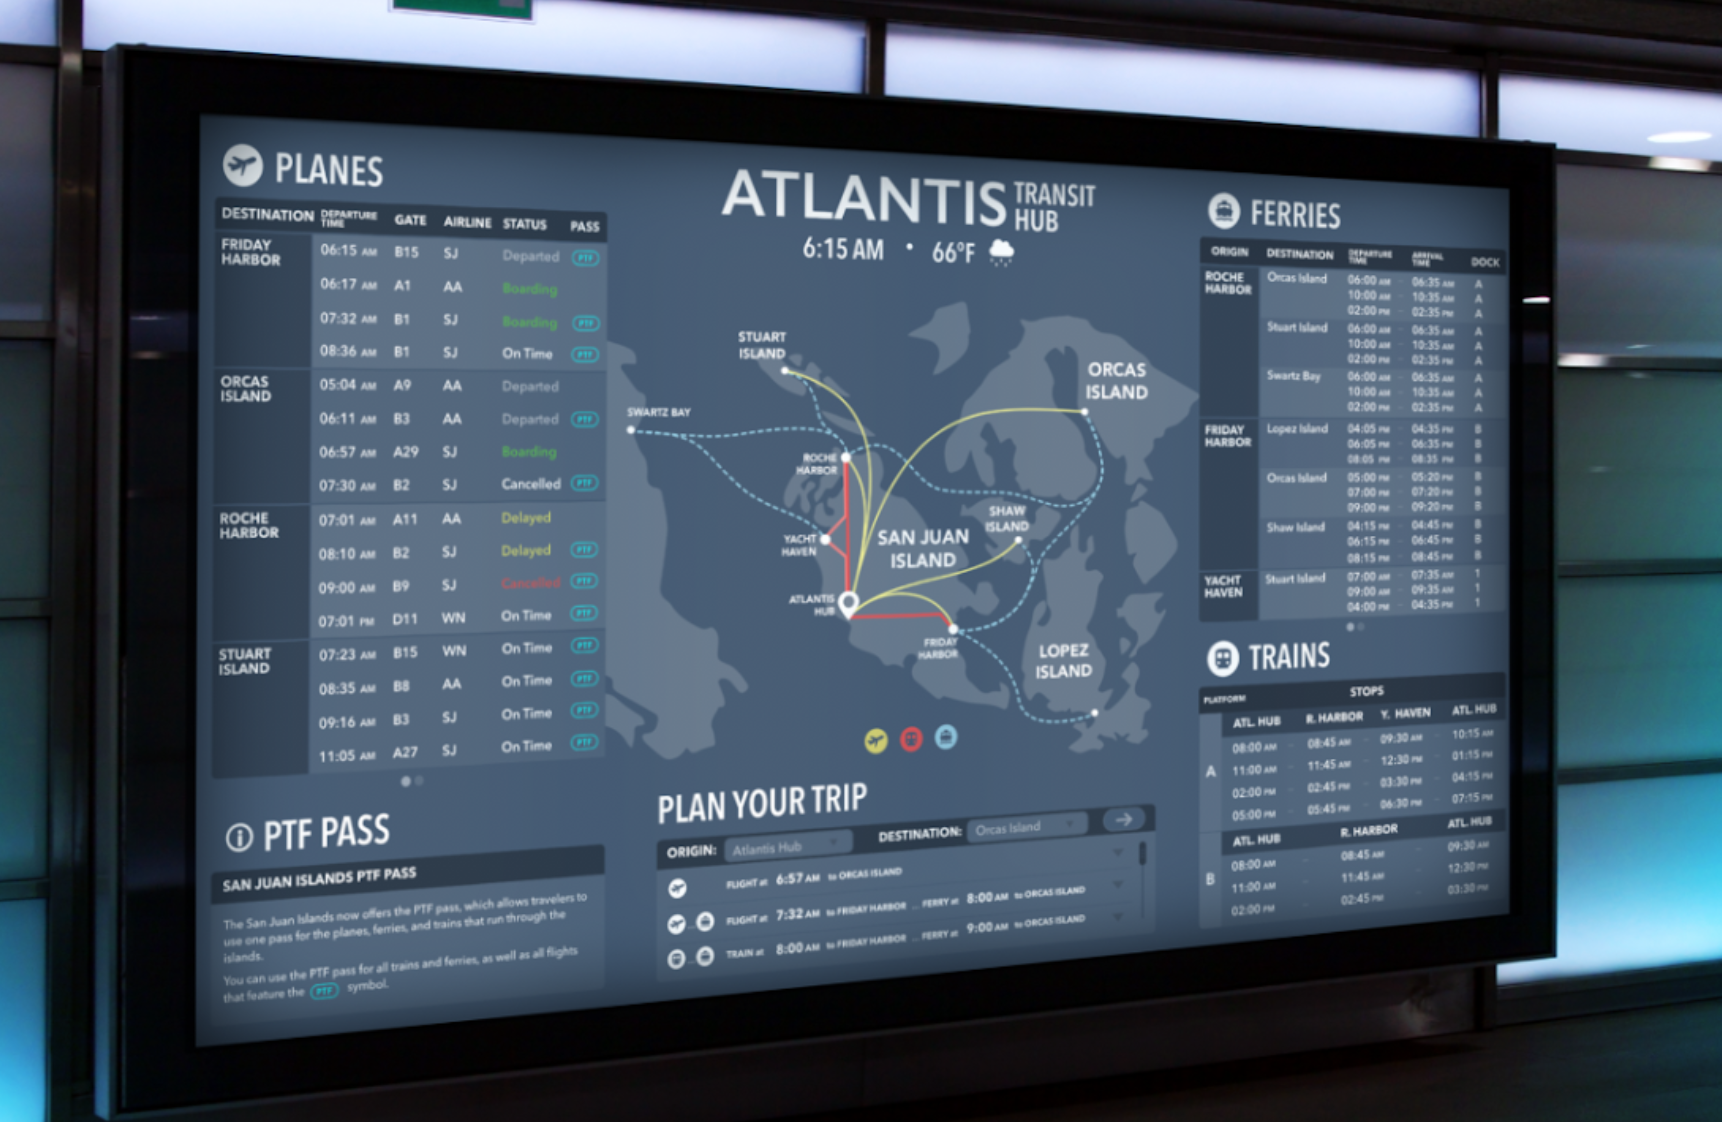 PLANES
DESTINATION DEPARTURE TIME GATE AIRLINE STATUS PASS
FRIDAY HARBOR
06:15 AM B15 SJ Departed PTF
06:17 AM A1 AA Boarding
07:32 AM B1 SJ Boarding PTF
08:36 AM B1 SJ On Time PTF
ORCAS ISLAND
05:04 AM A9 AA Departed
06:11 AM B3 AA Departed PTF
06:57 AM A29 SJ Boarding
07:30 AM B2 SJ Cancelled PTF
ROCHE HARBOR
07:01 AM A11 AA Delayed
08:10 AM B2 SJ Delayed PTF
09:00 AM B9 SJ Cancelled PTF
07:01 PM D11 WN On Time PTF
STUART ISLAND
07:23 AM B15 WN On Time PTF
08:35 AM B8 AA On Time PTF
09:16 AM B3 SJ On Time PTF
11:05 AM A27 SJ On Time PTF
PTF PASS
SAN JUAN ISLANDS PTF PASS
The San Juan Islands now offers the PTF pass, which allows travelers to
use one pass for the planes, ferries, and trains that run through the
islands.
You can use the PTF pass for all trains and ferries, as well as all flights
that feature the PTF symbol.
ATLANTIS TRANSIT HUB
6:15 AM • 66°F
STUART
ISLAND
ORCAS
ISLAND
SWARTZ BAY
ROCHE
HARBOR
SHAW
ISLAND
YACHT
HAVEN
SAN JUAN
ISLAND
ATLANTIS
HUB
FRIDAY
HARBOR
LOPEZ
ISLAND
PLAN YOUR TRIP
ORIGIN: Atlantis Hub DESTINATION: Orcas Island
FLIGHT at 6:57 AM to ORCAS ISLAND
FLIGHT at 7:32 AM to FRIDAY HARBOR ... FERRY at 8:00 AM to ORCAS ISLAND
TRAIN at 8:00 AM to FRIDAY HARBOR ... FERRY at 9:00 AM to ORCAS ISLAND
FERRIES
ORIGIN DESTINATION DEPARTURE TIME ARRIVAL TIME DOCK
ROCHE HARBOR
Orcas Island 06:00 AM - 06:35 AM A
10:00 AM - 10:35 AM A
02:00 PM - 02:35 PM A
Stuart Island 06:00 AM - 06:35 AM A
10:00 AM - 10:35 AM A
02:00 PM - 02:35 PM A
Swartz Bay 06:00 AM - 06:35 AM A
10:00 AM - 10:35 AM A
02:00 PM - 02:35 PM A
FRIDAY HARBOR
Lopez Island 04:05 PM - 04:35 PM B
06:05 PM - 06:35 PM B
08:05 PM - 08:35 PM B
Orcas Island 05:00 PM - 05:20 PM B
07:00 PM - 07:20 PM B
09:00 PM - 09:20 PM B
Shaw Island 04:15 PM - 04:45 PM B
06:15 PM - 06:45 PM B
08:15 PM - 08:45 PM B
YACHT HAVEN
Stuart Island 07:00 AM - 07:35 AM 1
09:00 AM - 09:35 AM 1
04:00 PM - 04:35 PM 1
TRAINS
PLATFORM STOPS
ATL. HUB R. HARBOR Y. HAVEN ATL. HUB
A
08:00 AM - 08:45 AM - 09:30 AM - 10:15 AM
11:00 AM - 11:45 AM - 12:30 PM - 01:15 PM
02:00 PM - 02:45 PM - 03:30 PM - 04:15 PM
05:00 PM - 05:45 PM - 06:30 PM - 07:15 PM
ATL. HUB R. HARBOR ATL. HUB
B
08:00 AM - 08:45 AM - 09:30 AM
11:00 AM - 11:45 AM - 12:30 PM
02:00 PM - 02:45 PM - 03:30 PM